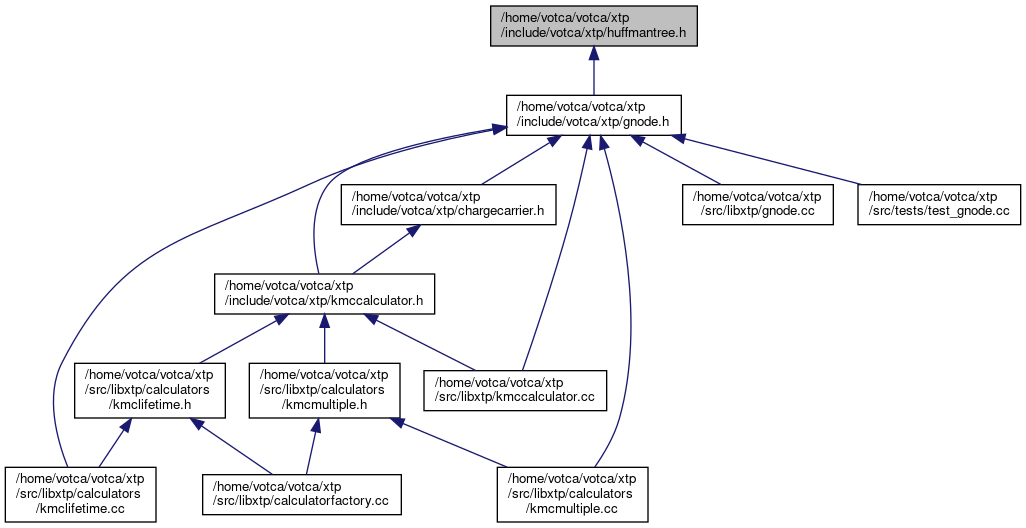 /home/votca/votca/xtp
/include/votca/xtp/huffmantree.h
/home/votca/votca/xtp
/include/votca/xtp/gnode.h
/home/votca/votca/xtp
/include/votca/xtp/chargecarrier.h
/home/votca/votca/xtp
/src/libxtp/gnode.cc
/home/votca/votca/xtp
/src/tests/test_gnode.cc
/home/votca/votca/xtp
/include/votca/xtp/kmccalculator.h
/home/votca/votca/xtp
/src/libxtp/calculators
/kmclifetime.h
/home/votca/votca/xtp
/src/libxtp/calculators
/kmcmultiple.h
/home/votca/votca/xtp
/src/libxtp/kmccalculator.cc
/home/votca/votca/xtp
/src/libxtp/calculators
/kmclifetime.cc
/home/votca/votca/xtp
/src/libxtp/calculatorfactory.cc
/home/votca/votca/xtp
/src/libxtp/calculators
/kmcmultiple.cc